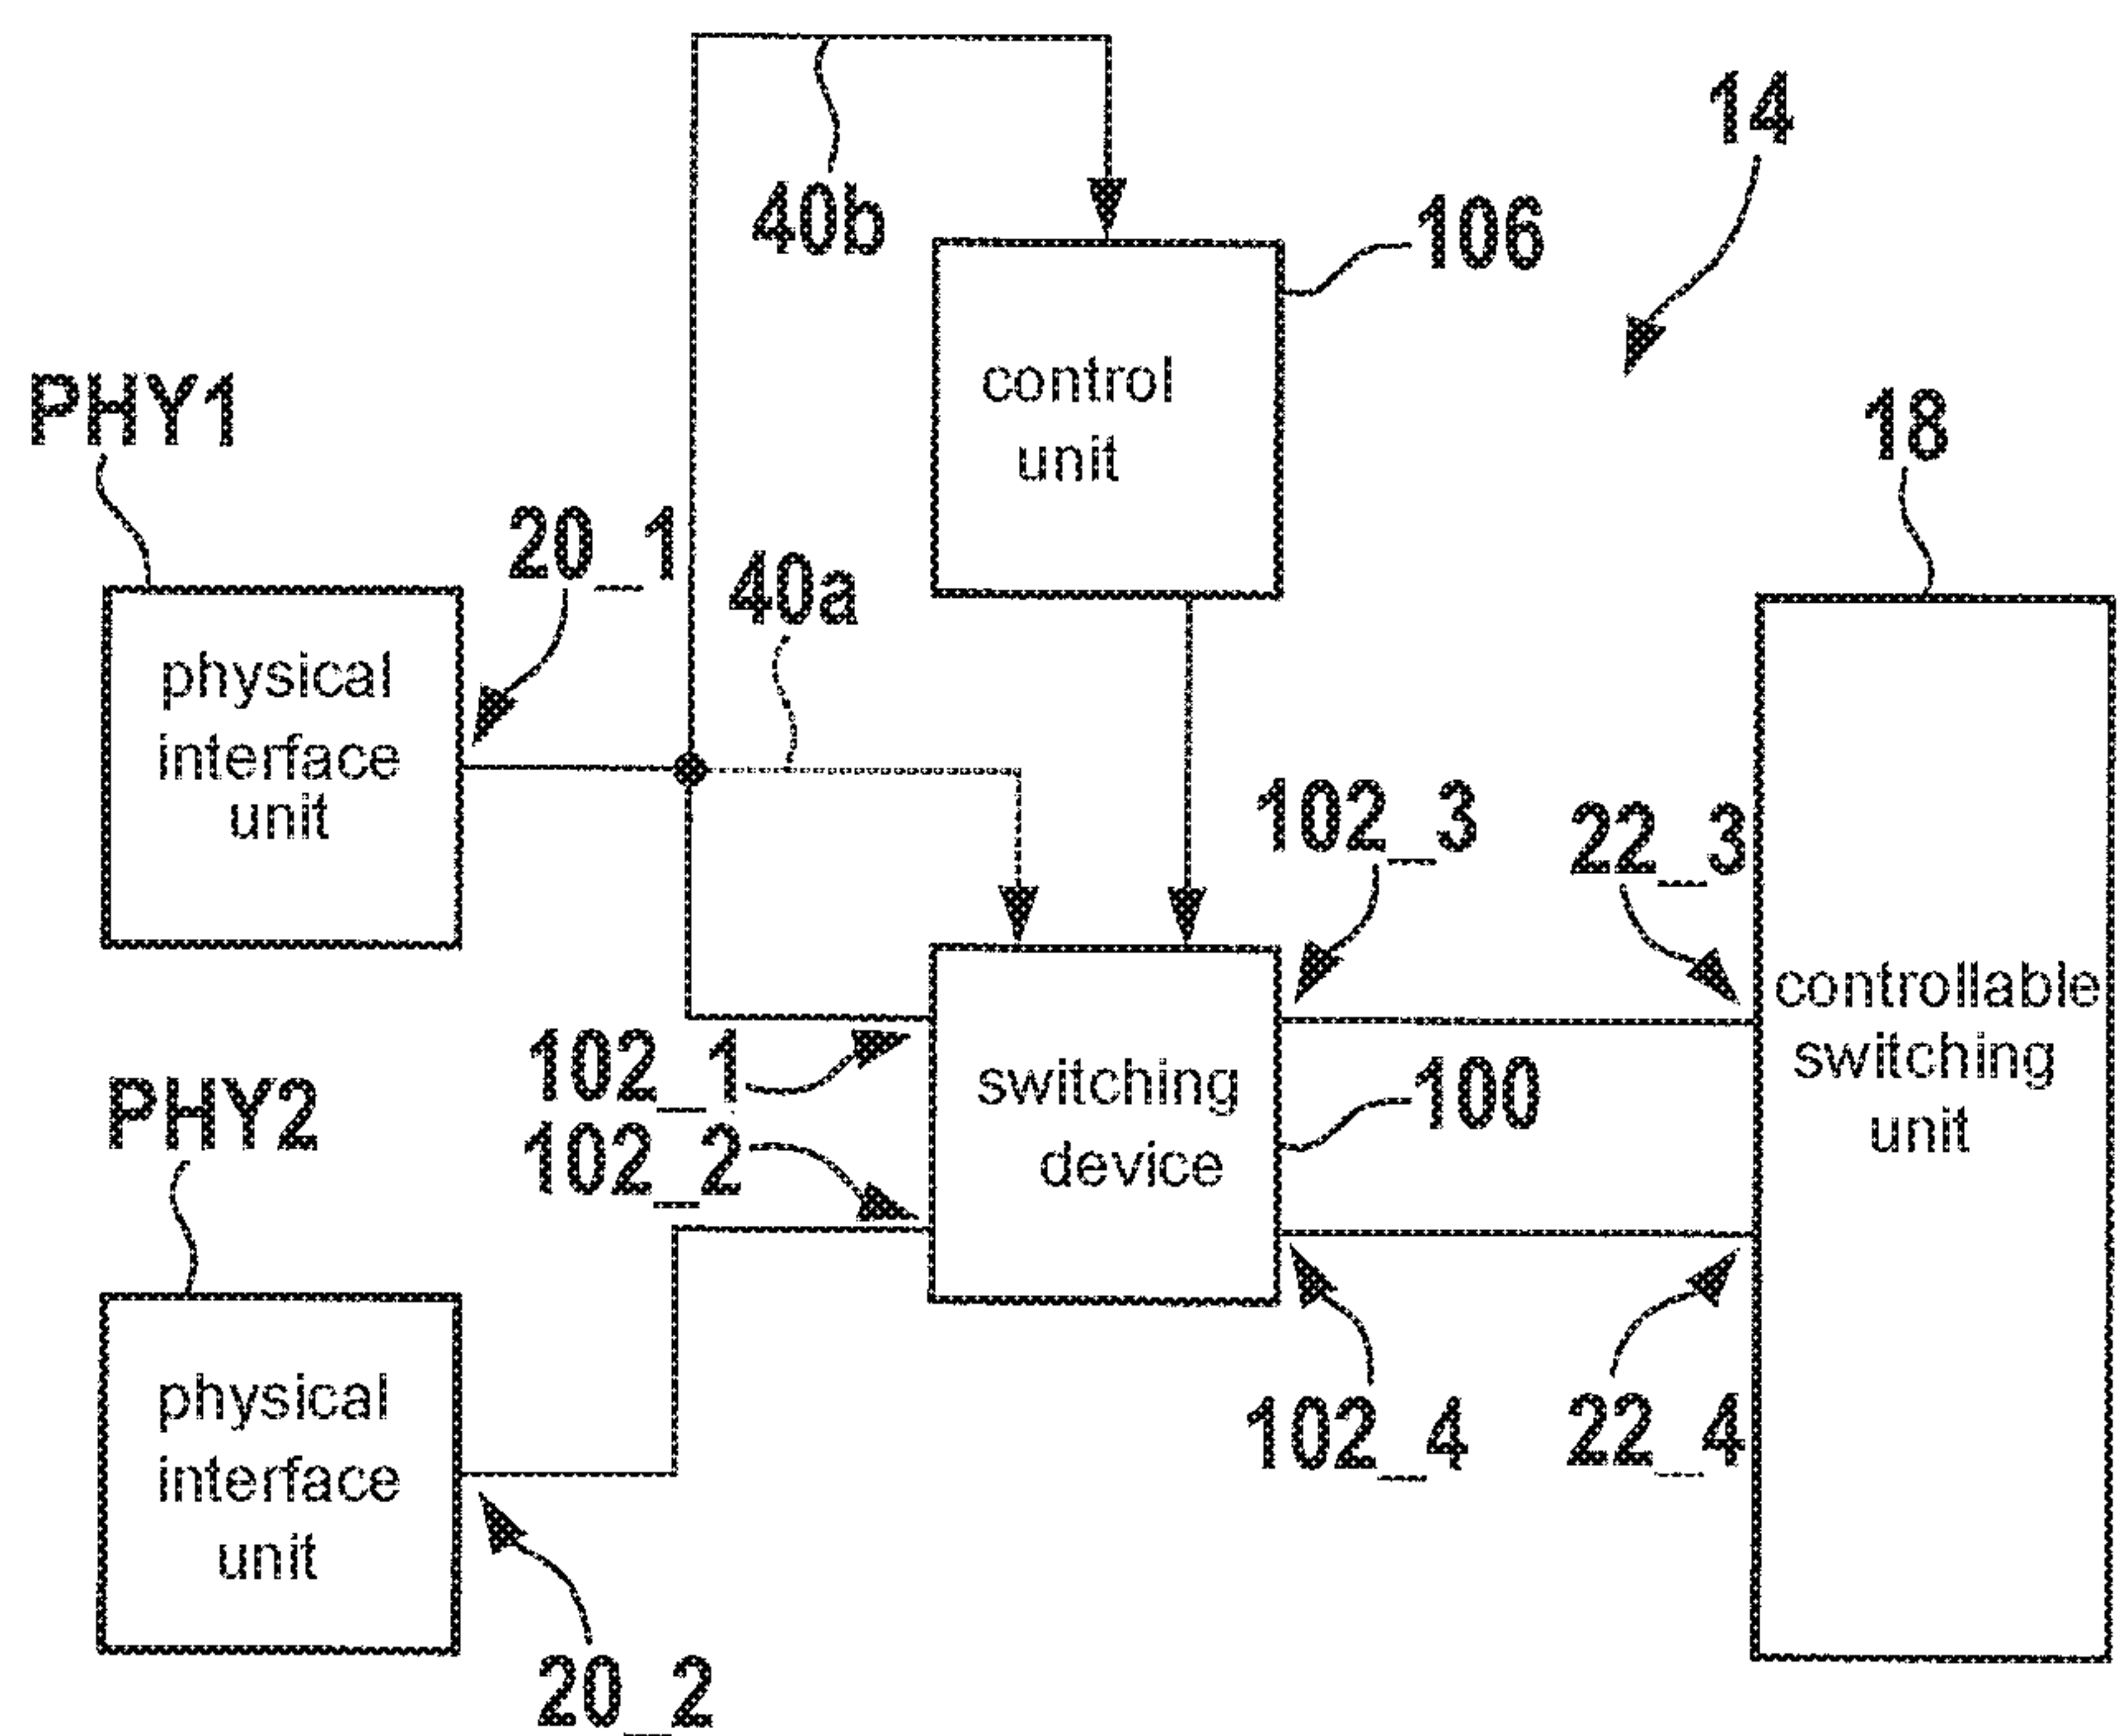 14
40b
106
control
unit
PHY1
18
20_1
40a
physical
interface
unit
102_3
22_3
controllable
switching
unit
102_1
switching
device
100
PHY2
102_2
102_4
22_4
physical
interface
unit
20_2